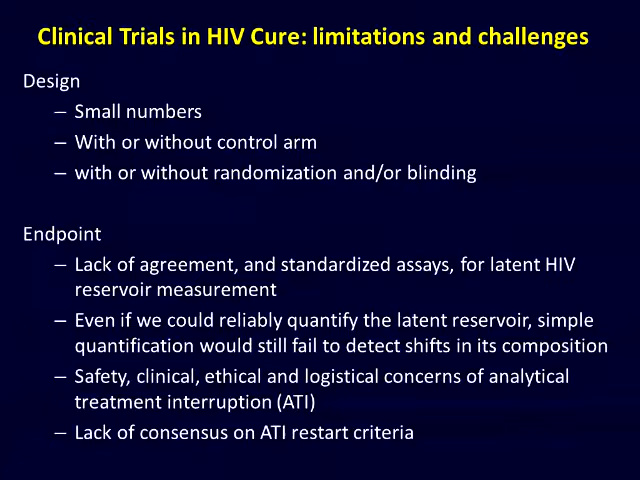 Clinical Trials in HIV Cure: limitations and challenges
Design
– Small numbers
– With or without control arm
– with or without randomization and/or blinding
Endpoint
– Lack of agreement, and standardized assays, for latent HIV
reservoir measurement
– Even if we could reliably quantify the latent reservoir, simple
quantification would still fail to detect shifts in its composition
– Safety, clinical, ethical and logistical concerns of analytical
treatment interruption (ATI)
– Lack of consensus on ATI restart criteria